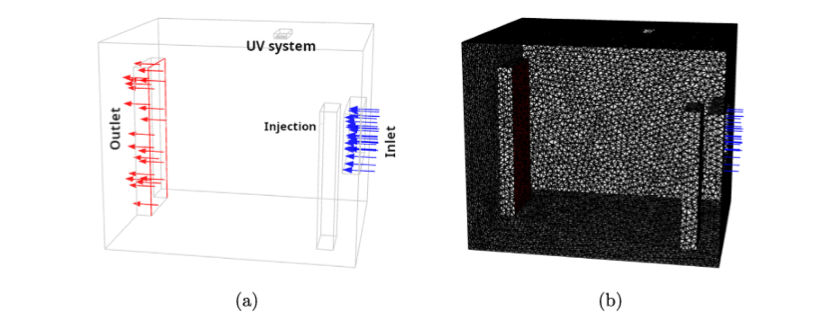 UV system
Injection
Outlet
Inlet
(a)
(b)